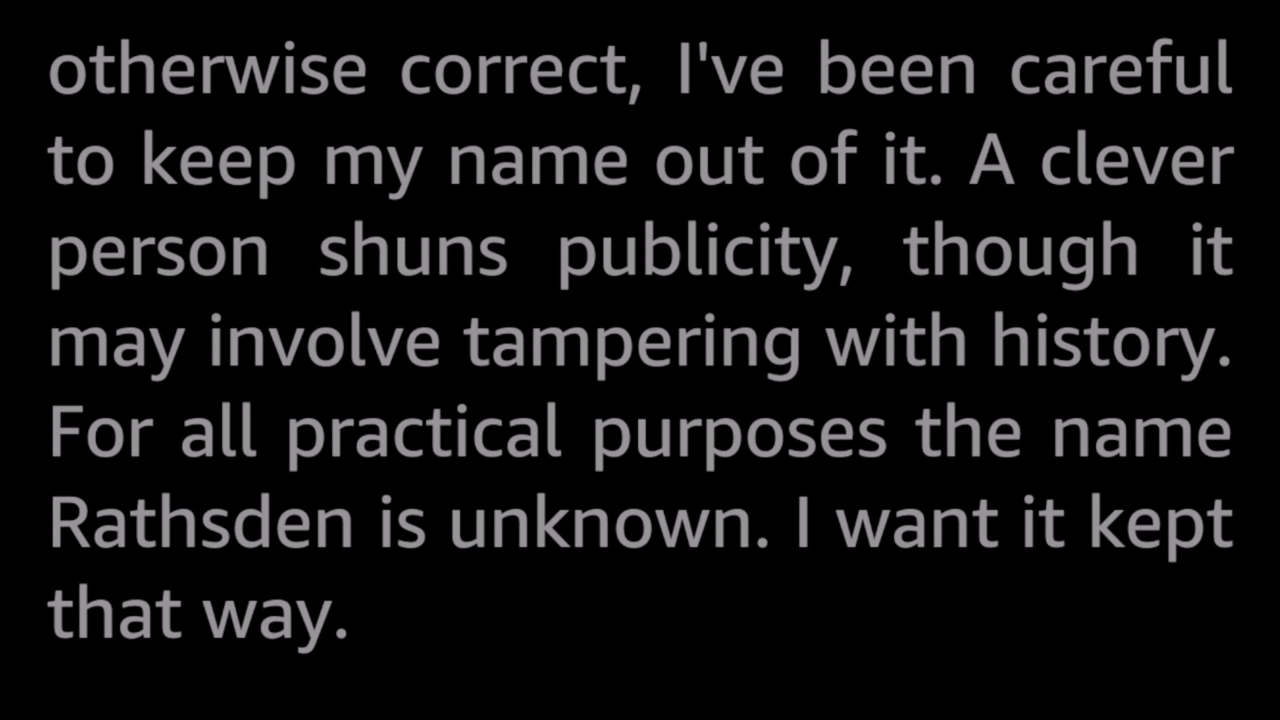 otherwise correct, I've been careful
to keep my name out of it. A clever
person shuns publicity, though it
may involve tampering with history.
For all practical purposes the name
Rathsden is unknown. I want it kept
that way.